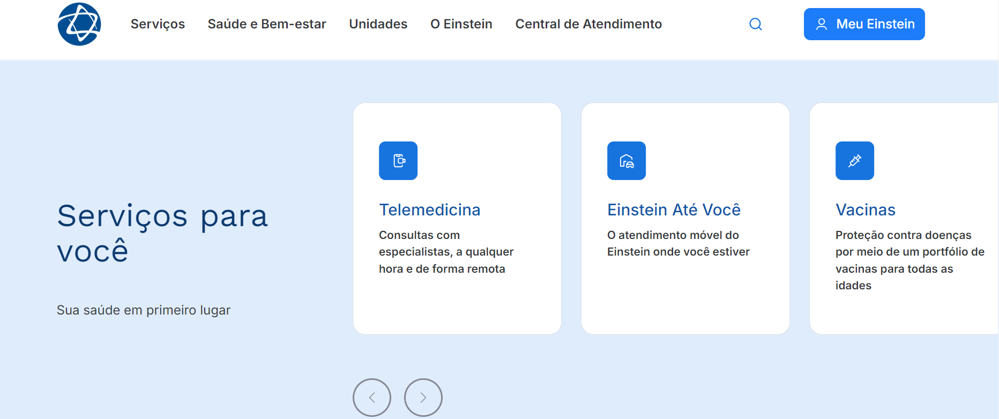 Serviços
Saúde e Bem-estar
Unidades
O Einstein
Central de Atendimento
Meu Einstein
Serviços para
você
Sua saúde em primeiro lugar
Telemedicina
Consultas com
especialistas, a qualquer
hora e de forma remota
Einstein Até Você
O atendimento móvel do
Einstein onde você estiver
Vacinas
Proteção contra doenças
por meio de um portfólio de
vacinas para todas as
idades